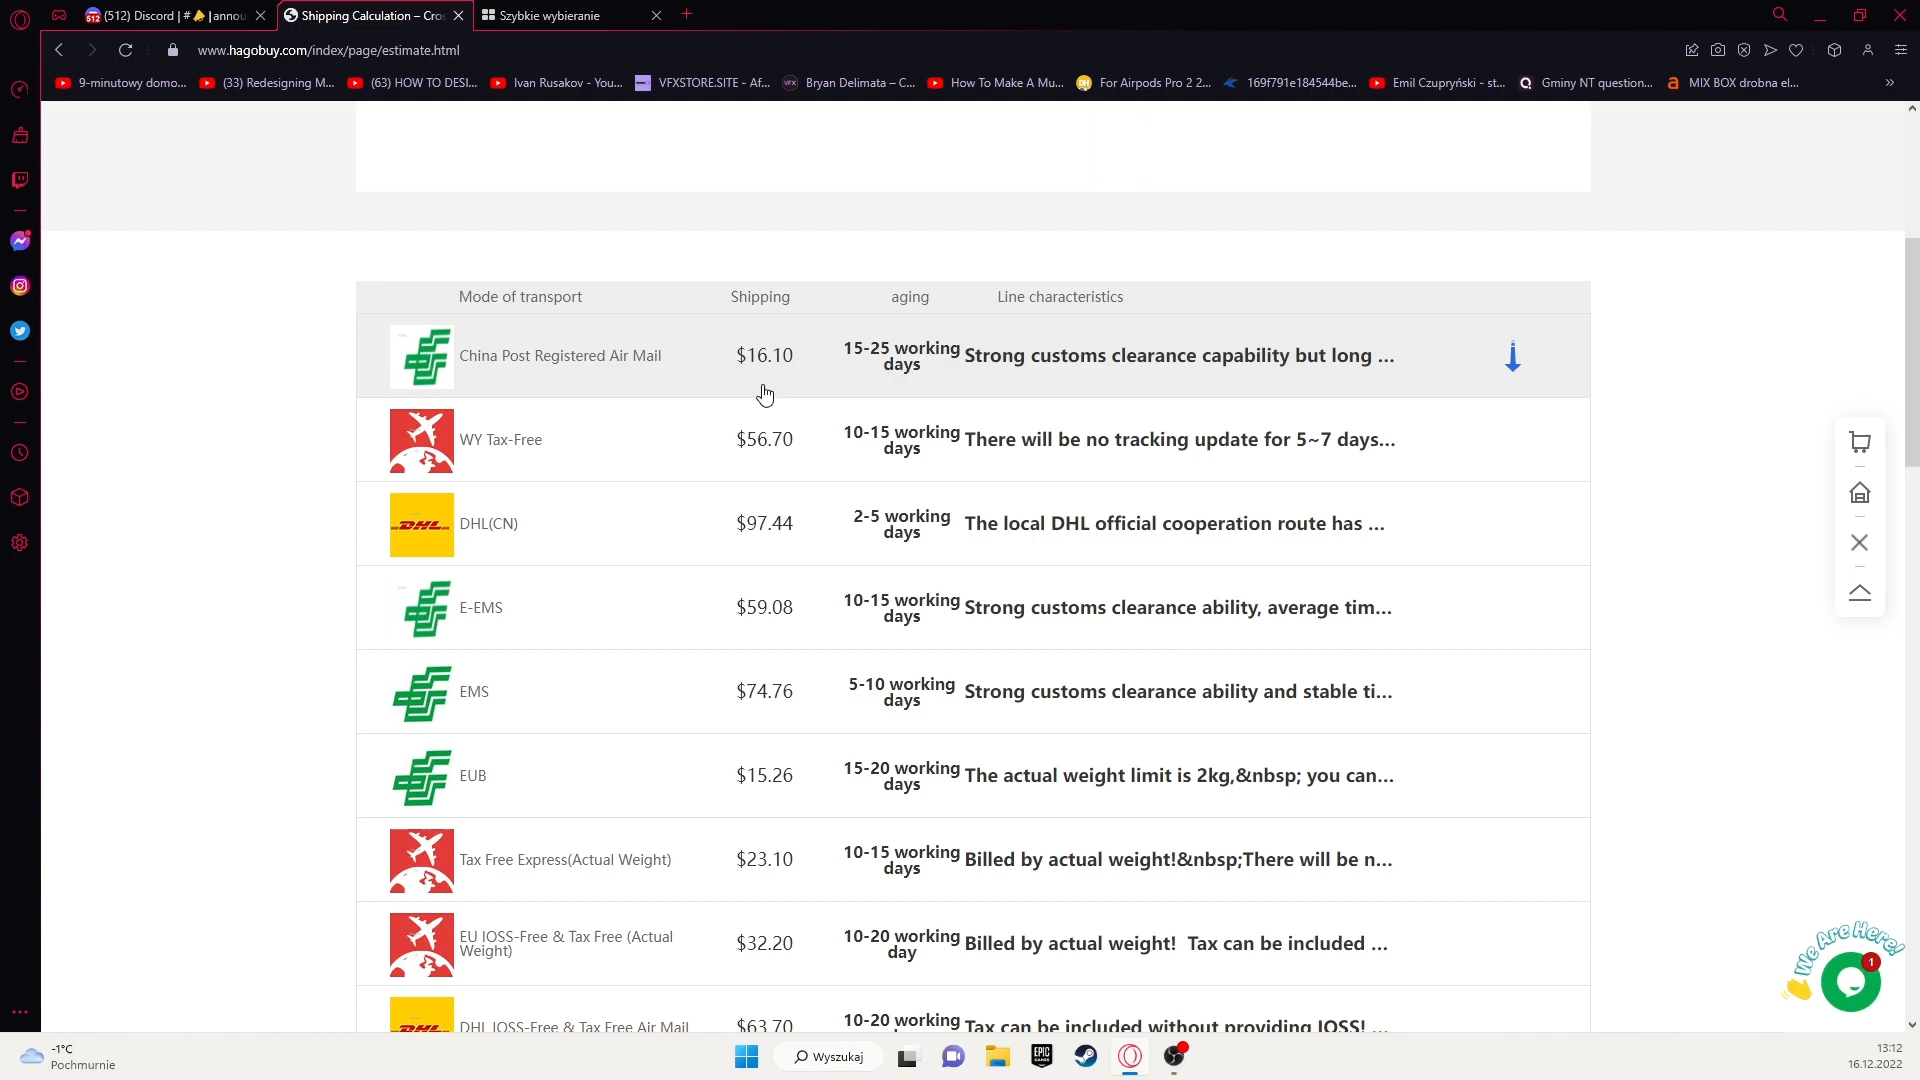 (512) Discord | # | annou
Shipping Calculation – Cros
Szybkie wybieranie
www.hagobuy.com/index/page/estimate.html
9-minutowy domo...
(33) Redesigning M...
(63) HOW TO DESI...
Ivan Rusakov - You...
VFXSTORE.SITE - Af...
Bryan Delimata – C...
How To Make A Mu...
For Airpods Pro 2 2...
169f791e184544be...
Emil Czupryński - st...
Gminy NT question...
MIX BOX drobna el...
Mode of transport
Shipping
aging
Line characteristics
China Post Registered Air Mail
$16.10
15-25 working
days
Strong customs clearance capability but long ...
WY Tax-Free
$56.70
10-15 working
days
There will be no tracking update for 5~7 days...
DHL
DHL(CN)
$97.44
2-5 working
days
The local DHL official cooperation route has ...
E-EMS
$59.08
10-15 working
days
Strong customs clearance ability, average tim...
EMS
$74.76
5-10 working
days
Strong customs clearance ability and stable ti...
EUB
$15.26
15-20 working
days
The actual weight limit is 2kg,&nbsp; you can...
Tax Free Express(Actual Weight)
$23.10
10-15 working
days
Billed by actual weight!&nbsp;There will be n...
EU IOSS-Free & Tax Free (Actual
Weight)
$32.20
10-20 working
day
Billed by actual weight!  Tax can be included ...
DHL IOSS-Free & Tax Free Air Mail
$63.70
10-20 working
Tax can be included without providing IOSS! ...
We Are Here!
1
-1°C
Pochmurnie
Wyszukaj
EPIC
GAMES
13:12
16.12.2022